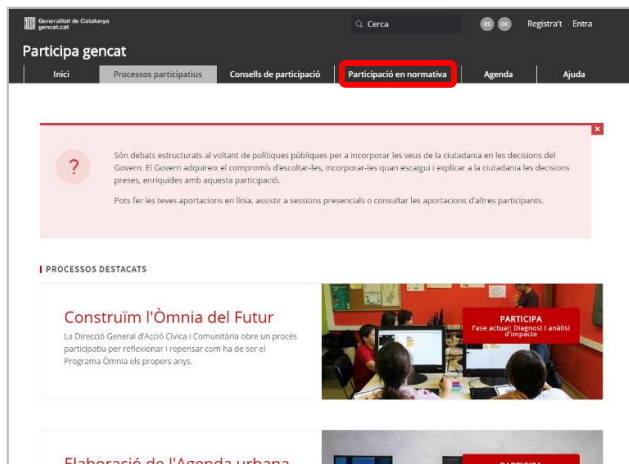 Generalitat de Catalunya
gencat.cat
Cerca
es oc
Registra't Entra
Participa gencat
Inici Processos participatius Consells de participació Participació en normativa Agenda Ajuda
?
Són debats estructurats al voltant de polítiques públiques per a incorporar les veus de la ciutadania en les decisions del
Govern. El Govern adquireix el compromís d'escoltar-les, incorporar-les quan escaigui i explicar a la ciutadania les decisions
preses, enriquides amb aquesta participació.
Pots fer les teves aportacions en línia, assistir a sessions presencials o consultar les aportacions d'altres participants.
PROCESSOS DESTACATS
Construïm l'Òmnia del Futur
La Direcció General d'Acció Cívica i Comunitària obre un procés
participatiu per reflexionar i repensar com ha de ser el
Programa Òmnia els propers anys.
PARTICIPA
Fase actual: Diagnosi i anàlisi
d'impacte
Elaboració de l'Agenda urbana
PARTICIPA